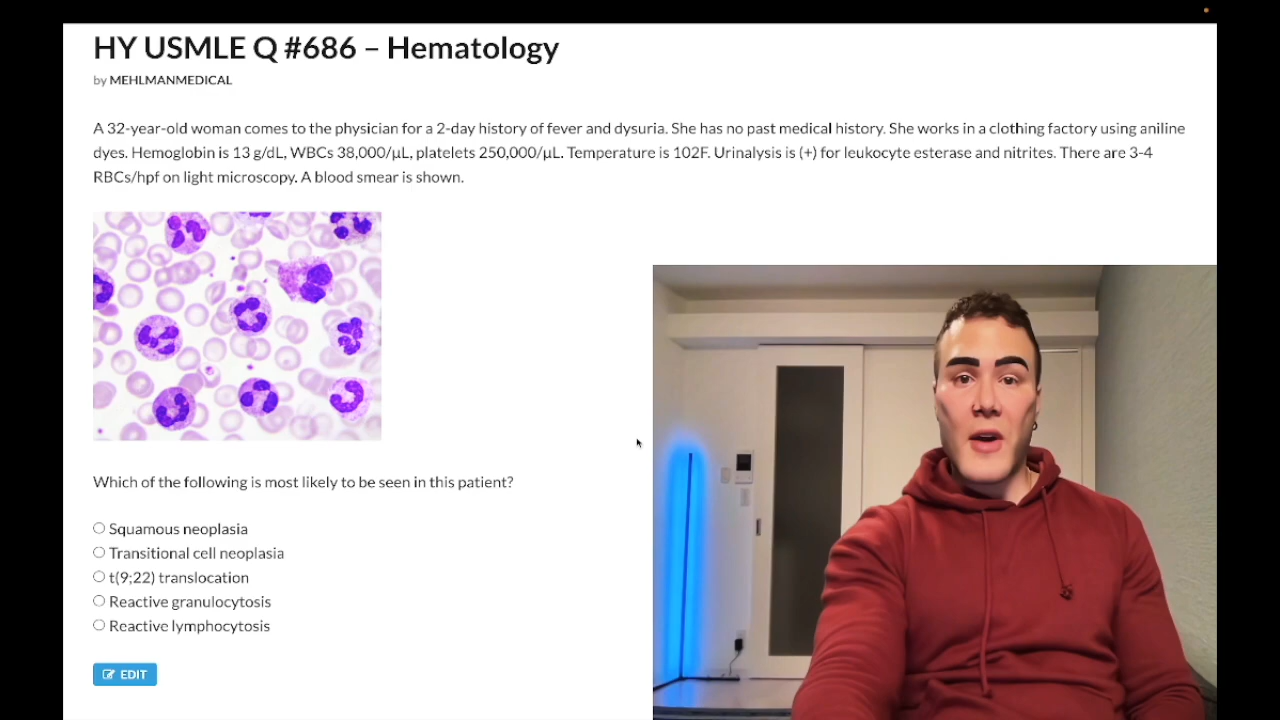 HY USMLE Q #686 – Hematology
by MEHLMANMEDICAL
A 32-year-old woman comes to the physician for a 2-day history of fever and dysuria. She has no past medical history. She works in a clothing factory using aniline
dyes. Hemoglobin is 13 g/dL, WBCs 38,000/μL, platelets 250,000/μL. Temperature is 102F. Urinalysis is (+) for leukocyte esterase and nitrites. There are 3-4
RBCs/hpf on light microscopy. A blood smear is shown.
Which of the following is most likely to be seen in this patient?
Squamous neoplasia
Transitional cell neoplasia
t(9;22) translocation
Reactive granulocytosis
Reactive lymphocytosis
EDIT